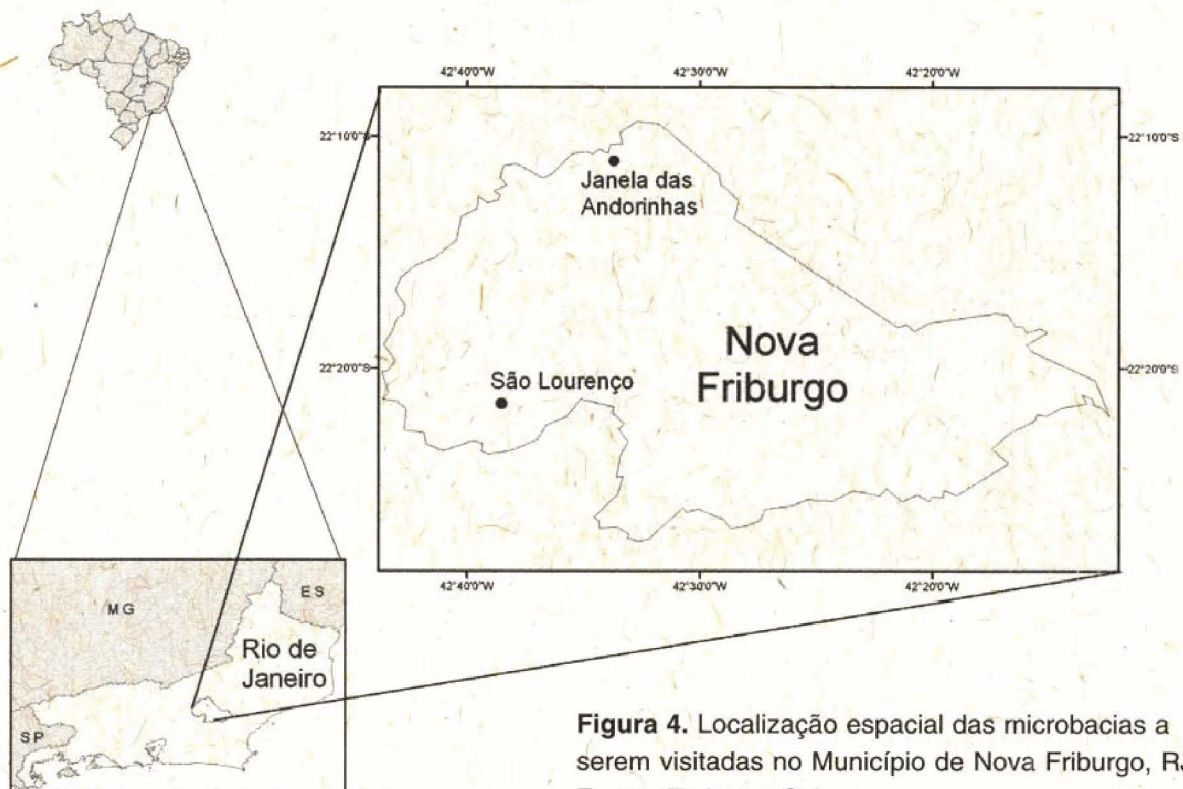 42°40'0"W
42°30'0"W
42°20'0"W
22°10'0"S
22°10'0"S
Janela das
Andorinhas
Nova
Friburgo
22°20'0"S
22°20'0"S
São Lourenço
42°40'0"W
42°30'0"W
42°20'0"W
MG
ES
Rio de
Janeiro
SP
Figura 4. Localização espacial das microbacias a
serem visitadas no Município de Nova Friburgo, RJ